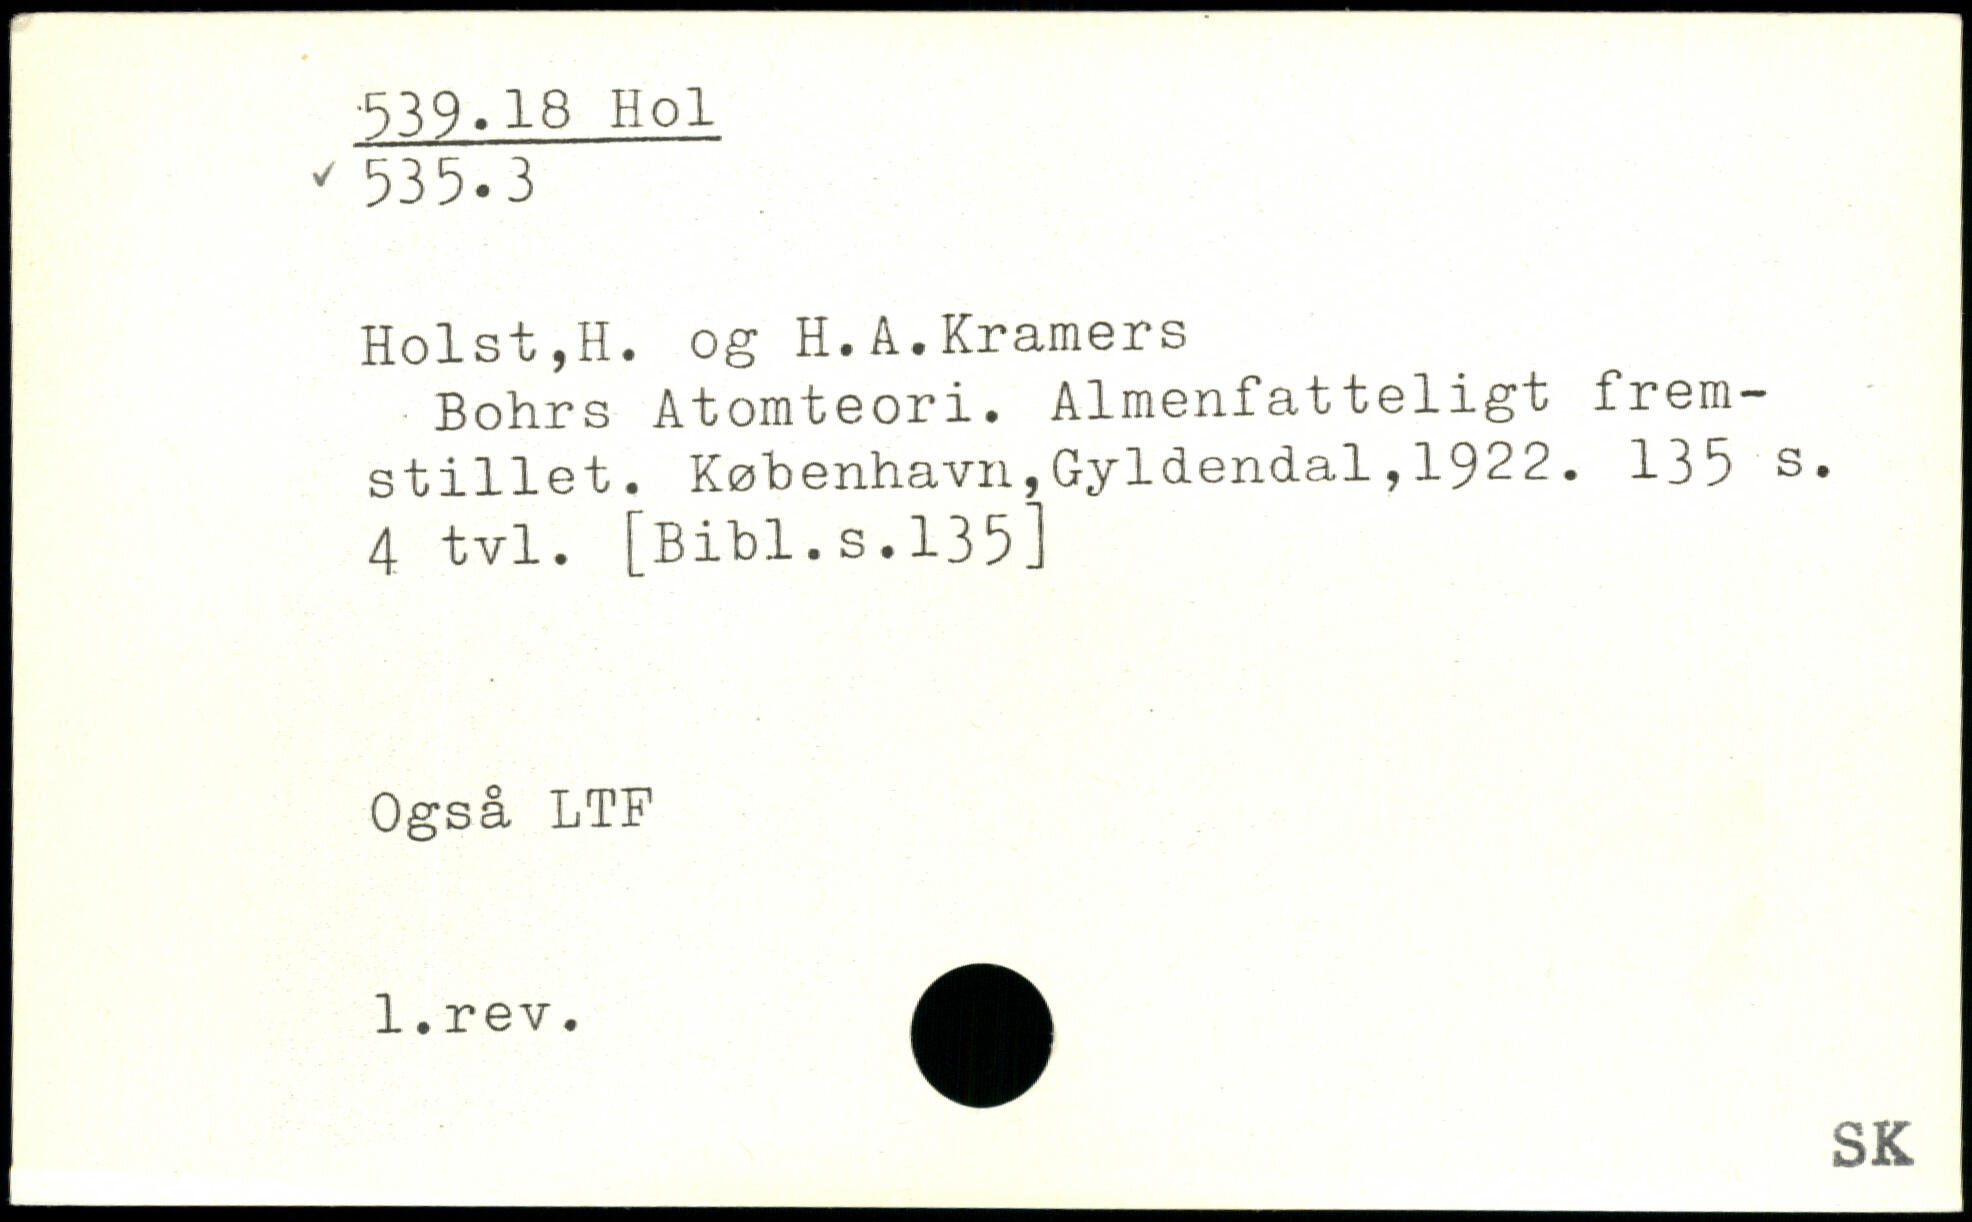 539.18 Hol
✓ 535.3
Holst,H. og H.A.Kramers
Bohrs Atomteori. Almenfatteligt frem-
stillet. København,Gyldendal,1922. 135 s.
4 tvl. [Bibl.s.135]
Også LTF
1.rev.
SK